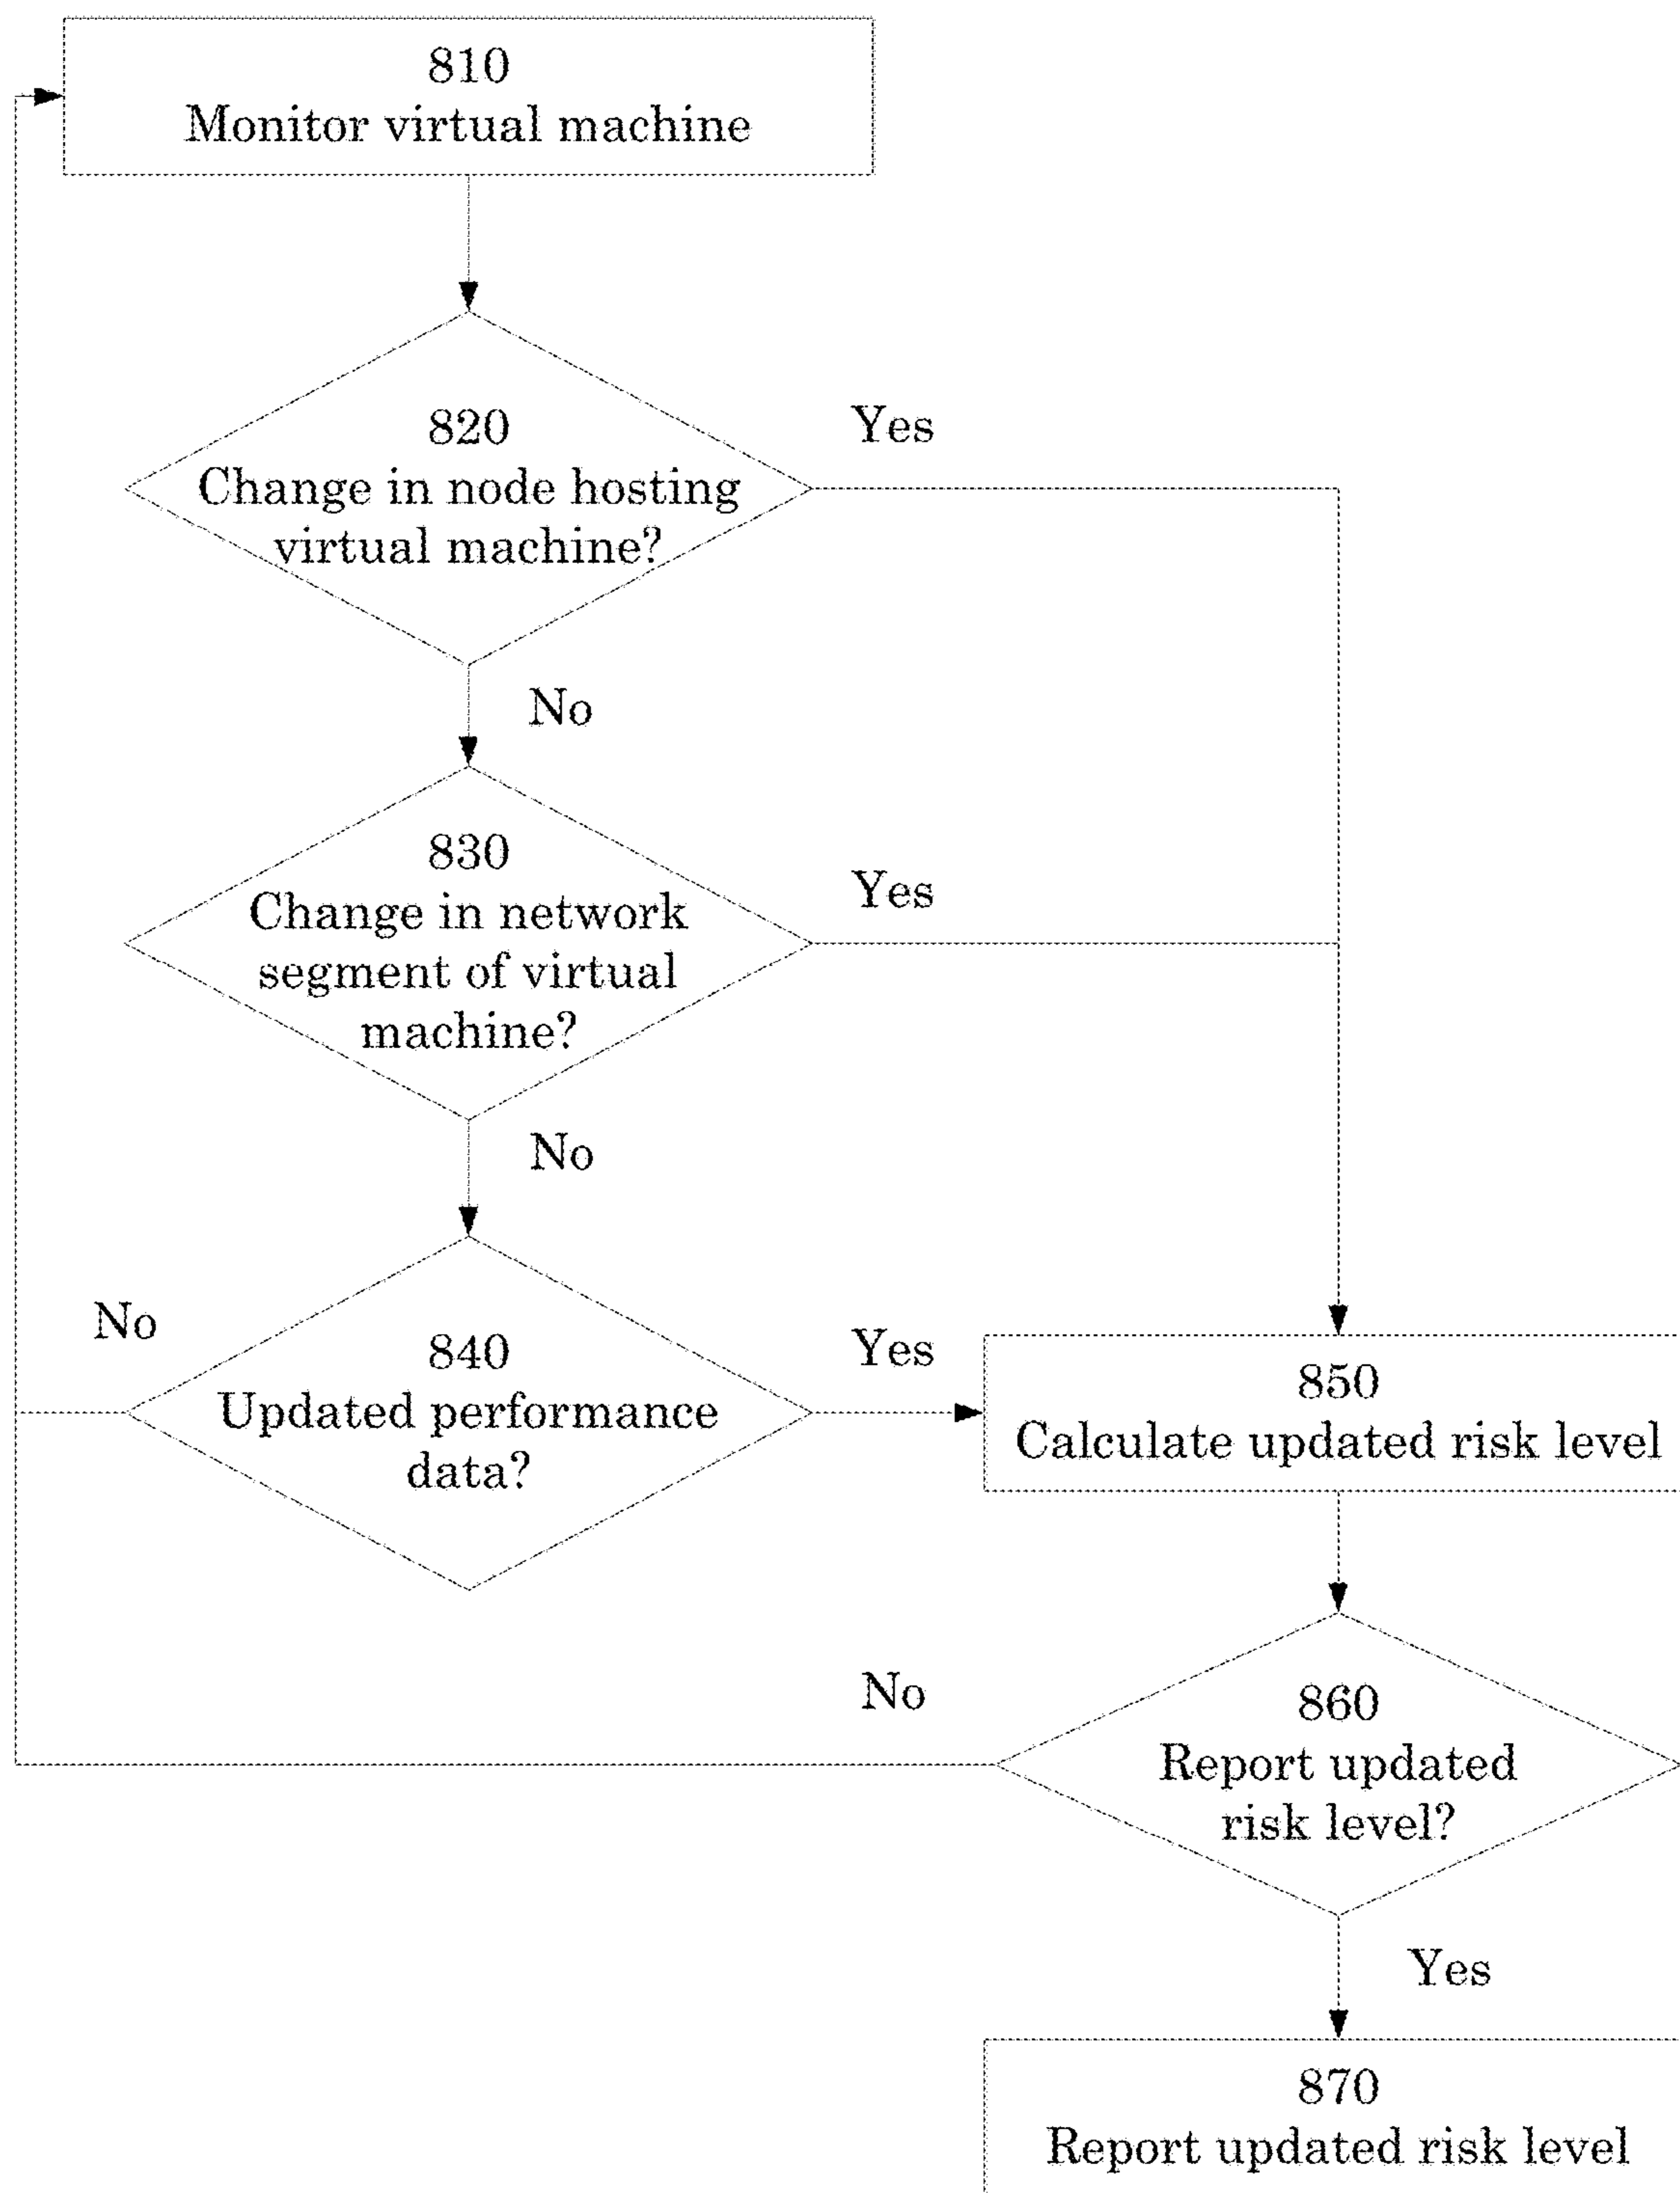 810
Monitor virtual machine
820
Change in node hosting
virtual machine?
Yes
No
830
Change in network
segment of virtual
machine?
Yes
No
840
Updated performance
data?
No
Yes
850
Calculate updated risk level
860
Report updated
risk level?
No
Yes
870
Report updated risk level